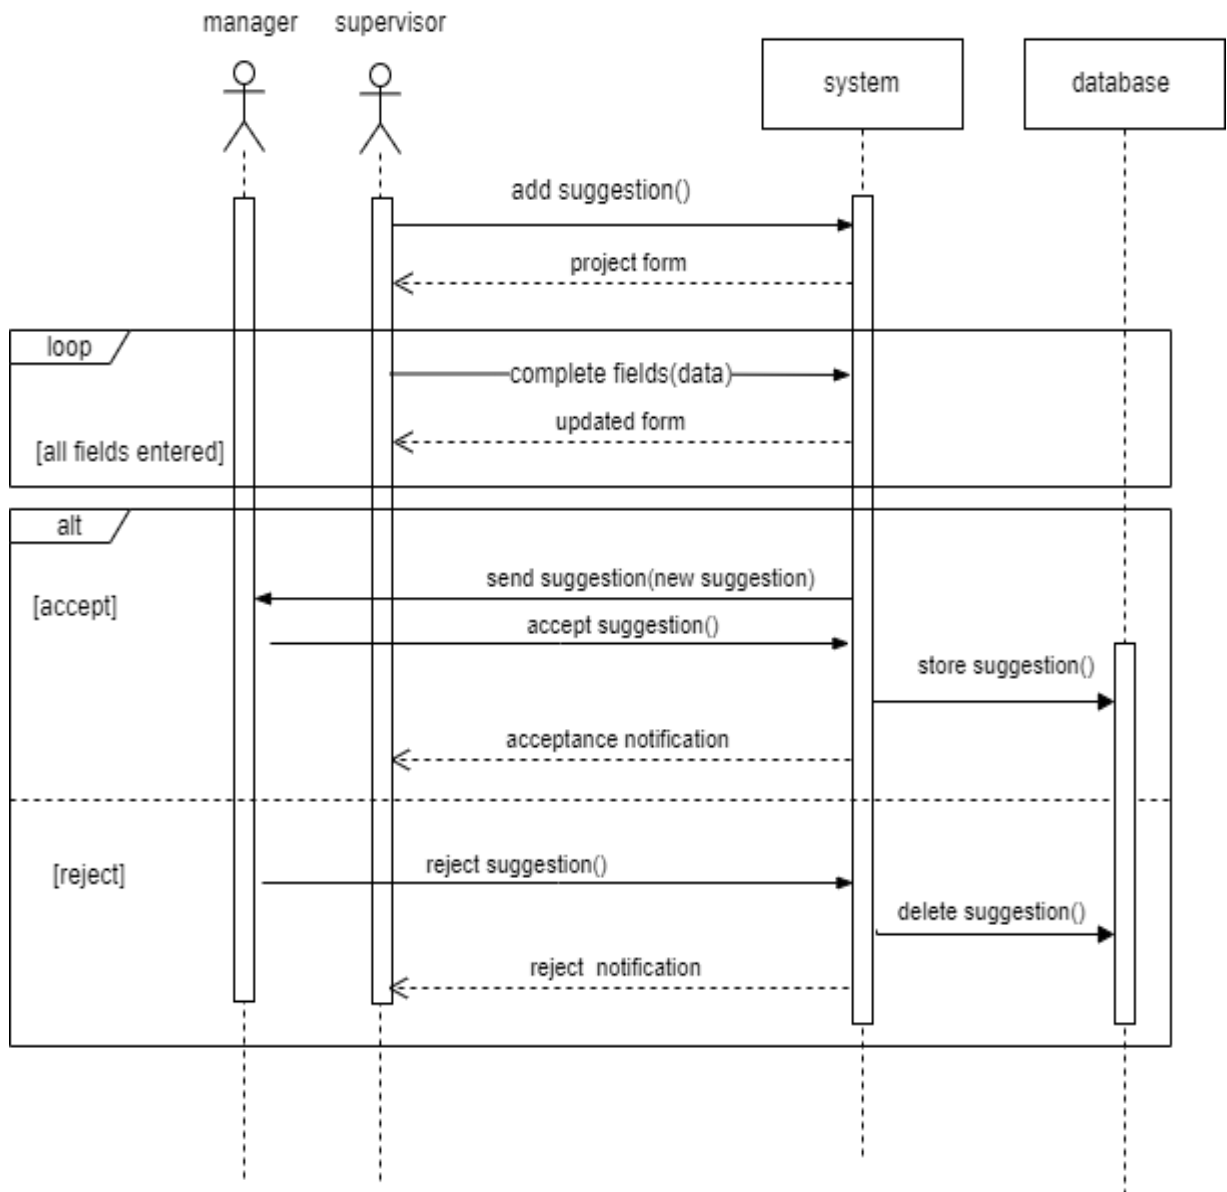 manager
supervisor
system
database
add suggestion()
project form
loop
complete fields(data)
updated form
[all fields entered]
alt
send suggestion(new suggestion)
[accept]
accept suggestion()
store suggestion()
acceptance notification
reject suggestion()
[reject]
delete suggestion()
reject notification